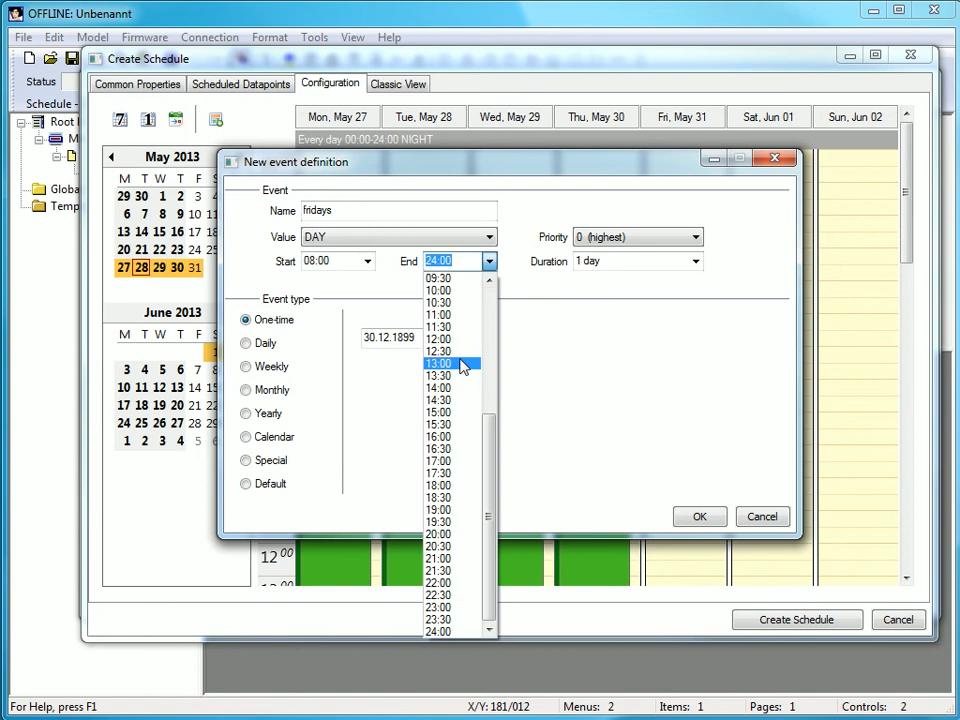 OFFLINE: Unbenannt
File Edit Model Firmware Connection Format Tools View Help
Create Schedule
Status
Schedule -
Common Properties Scheduled Datapoints Configuration Classic View
Root
M
Globa
Temp
7 1
Mon, May 27 Tue, May 28 Wed, May 29 Thu, May 30 Fri, May 31 Sat, Jun 01 Sun, Jun 02
Every day 00:00-24:00 NIGHT
May 2013
M T W T F S
29 30 1 2 3 4
6 7 8 9 10 11
13 14 15 16 17 18
20 21 22 23 24 25
27 28 29 30 31
June 2013
M T W T F S
1
3 4 5 6 7 8
10 11 12 13 14 15
17 18 19 20 21 22
24 25 26 27 28 29
1 2 3 4 5 6
New event definition
Event
Name fridays
Value DAY Priority 0 (highest)
Start 08:00 End 24:00 Duration 1 day
Event type
One-time 30.12.1899
Daily
Weekly
Monthly
Yearly
Calendar
Special
Default
09:30
10:00
10:30
11:00
11:30
12:00
12:30
13:00
13:30
14:00
14:30
15:00
15:30
16:00
16:30
17:00
17:30
18:00
18:30
19:00
19:30
20:00
20:30
21:00
21:30
22:00
22:30
23:00
23:30
24:00
OK Cancel
12 00
Create Schedule Cancel
For Help, press F1 X/Y: 181/012 Menus: 2 Items: 1 Pages: 1 Controls: 2